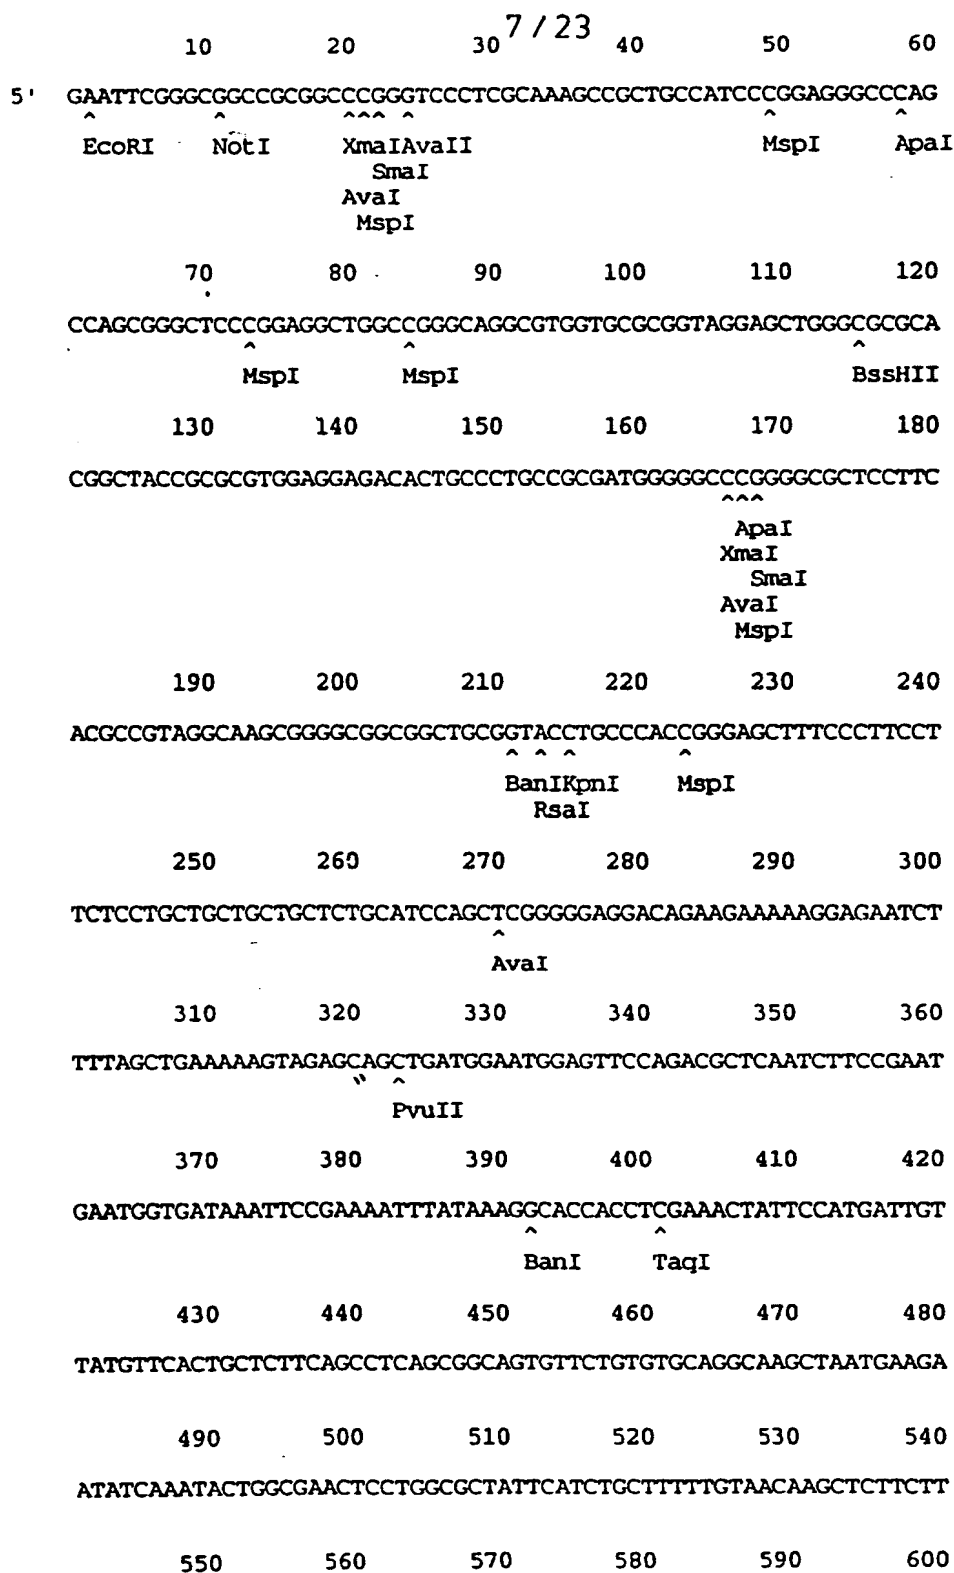 7/23
10 20 30 40 50 60
5' GAATTCGGGCGGCCGCGGCCCCGGGTCCCTCGCAAAGCCGCTGCCATCCCGGAGGGCCCAG
^ ^ ^^^ ^ ^ ^
EcoRI NotI XmaIAvaII MspI ApaI
SmaI
AvaI
MspI
70 80 90 100 110 120
CCAGCGGGCTCCCGGAGGCTGGCCGGGCAGGCGTGGTGCGCGGTAGGAGCTGGGCGCGCA
^ ^ ^
MspI MspI BssHII
130 140 150 160 170 180
CGGCTACCGCGCGTGGAGGAGACACTGCCCTGCCGCGATGGGGGCCCGGGGCGCTCCTTC
^^^
ApaI
XmaI
SmaI
AvaI
MspI
190 200 210 220 230 240
ACGCCGTAGGCAAGCGGGGCGGCGGCTGCGGTACCTGCCCACCGGGAGCTTTCCCTTCCT
^ ^ ^ ^
BanIKpnI MspI
RsaI
250 260 270 280 290 300
TCTCCTGCTGCTGCTGCTCTGCATCCAGCTCGGGGGAGGACAGAAGAAAAAGGAGAATCT
^
AvaI
310 320 330 340 350 360
TTTAGCTGAAAAAGTAGAGCAGCTGATGGAATGGAGTTCCAGACGCTCAATCTTCCGAAT
^
PvuII
370 380 390 400 410 420
GAATGGTGATAAATTCCGAAAATTTATAAAGGCACCACCTCGAAACTATTCCATGATTGT
^ ^
BanI TaqI
430 440 450 460 470 480
TATGTTCACTGCTCTTCAGCCTCAGCGGCAGTGTTCTGTGTGCAGGCAAGCTAATGAAGA
490 500 510 520 530 540
ATATCAAATACTGGCGAACTCCTGGCGCTATTCATCTGCTTTTTGTAACAAGCTCTTCTT
550 560 570 580 590 600